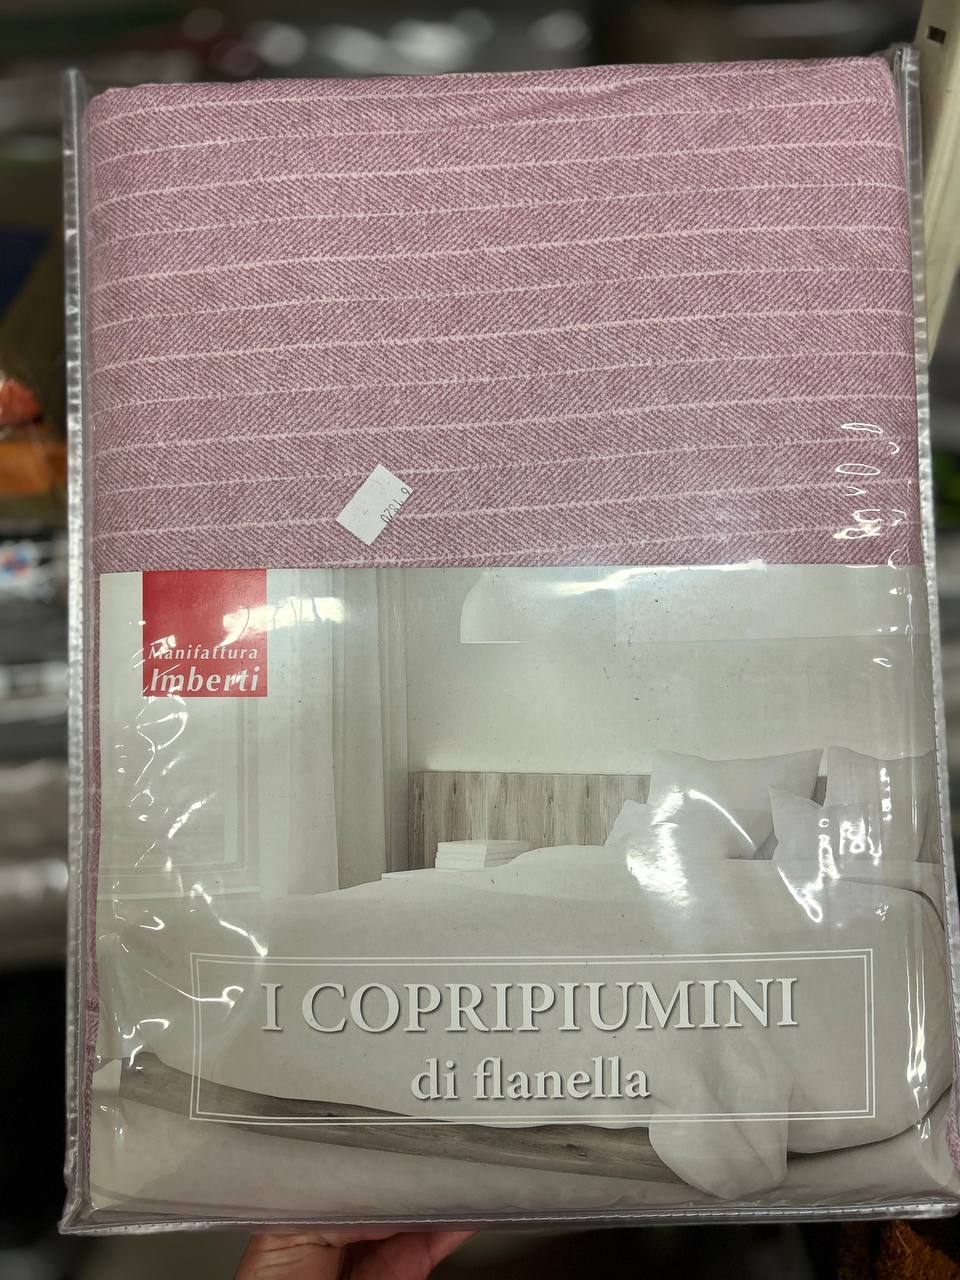 Manifattura
Imberti
I COPRIPIUMINI
di flanella